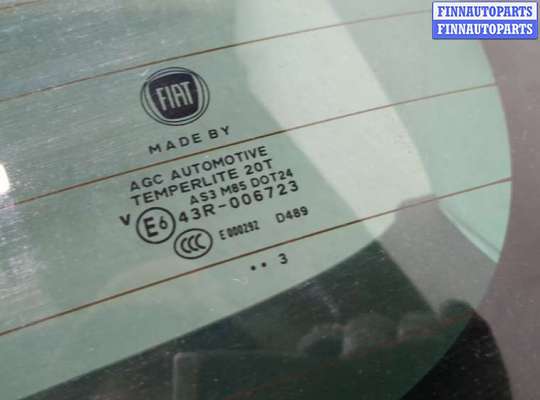 FINNAUTOPARTS
FINNAUTOPARTS
FIAT
MADE BY
AGC AUTOMOTIVE
TEMPERLITE 20T
AS3 M85 DOT24
V E6 43R-006723
CCC E000292 D489
•• 3